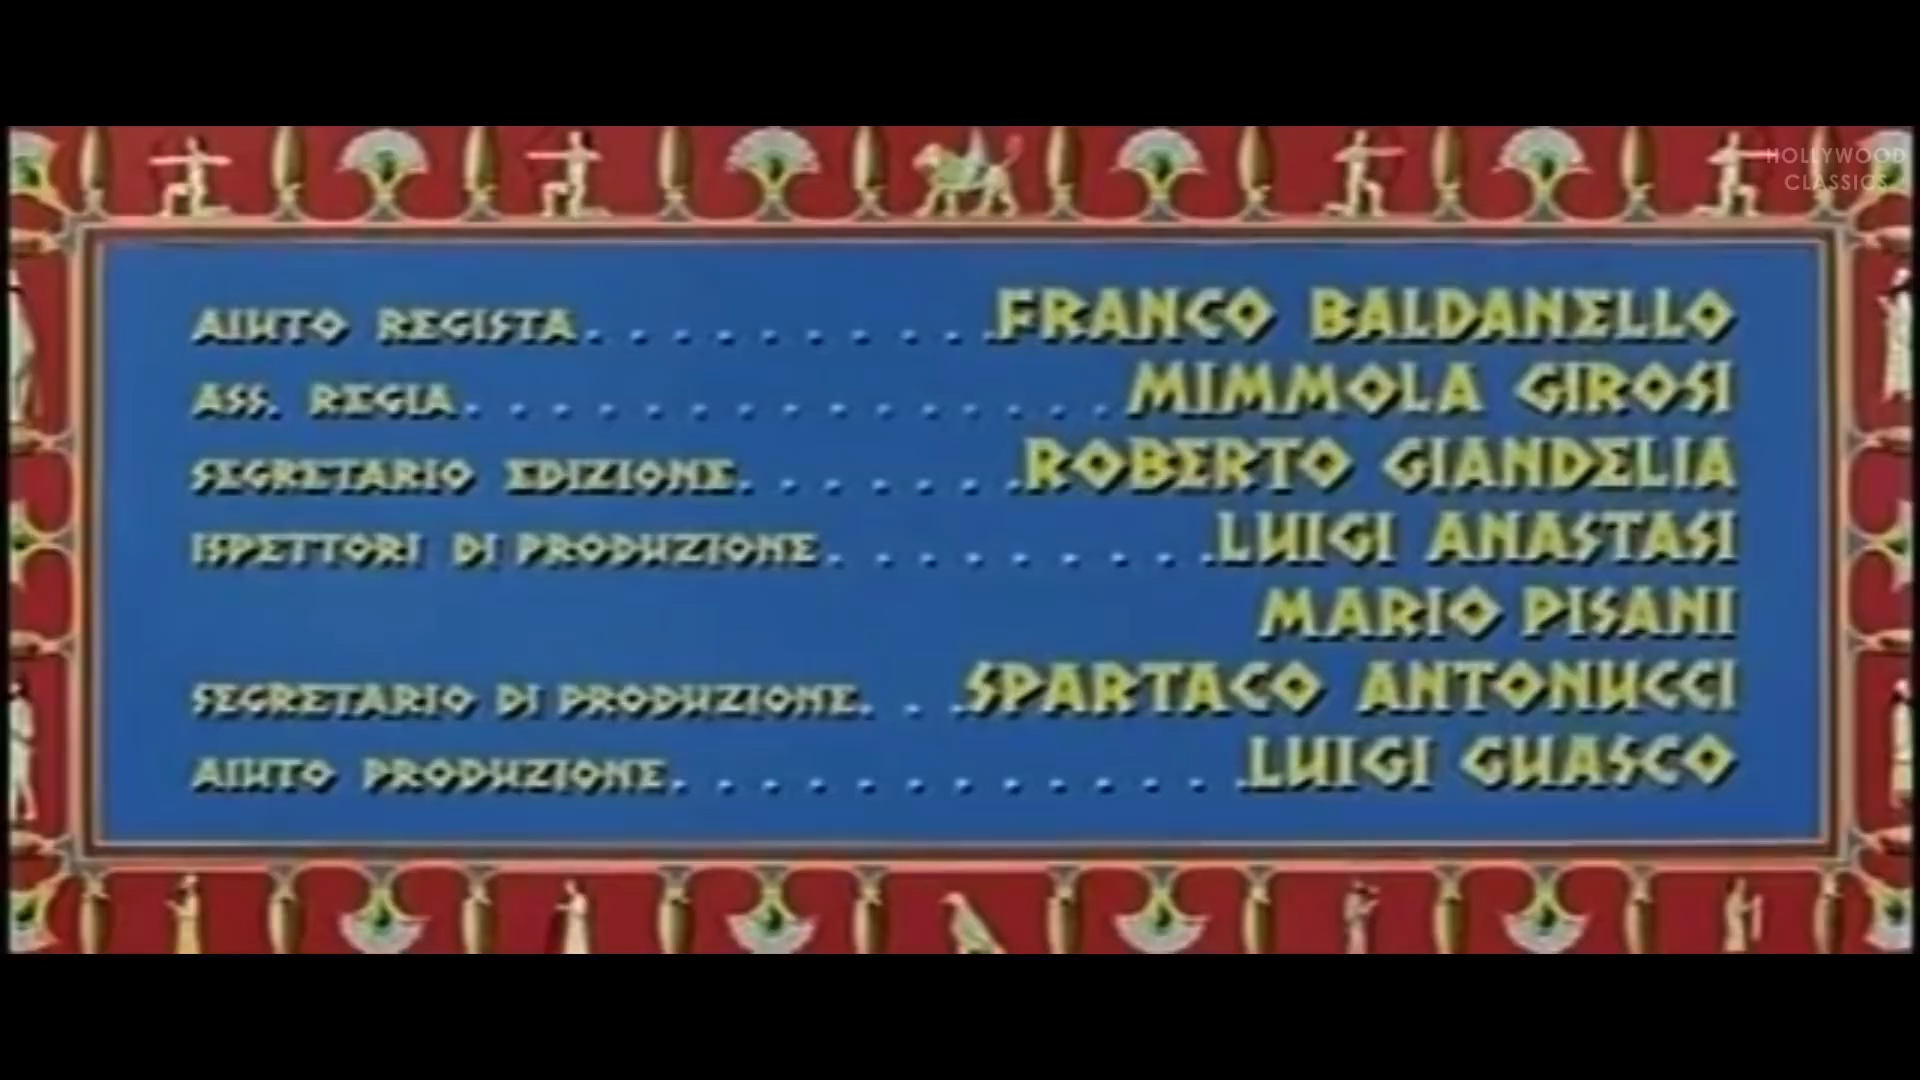 HOLLYWOOD
CLASSICS
AIUTO REGISTA..........FRANCO BALDANELLO
ASS. REGIA...............MIMMOLA GIROSI
SEGRETARIO EDIZIONE.......ROBERTO GIANDELIA
ISPETTORI DI PRODUZIONE.........LUIGI ANASTASI
MARIO PISANI
SEGRETARIO DI PRODUZIONE...SPARTACO ANTONUCCI
AIUTO PRODUZIONE.............LUIGI GUASCO